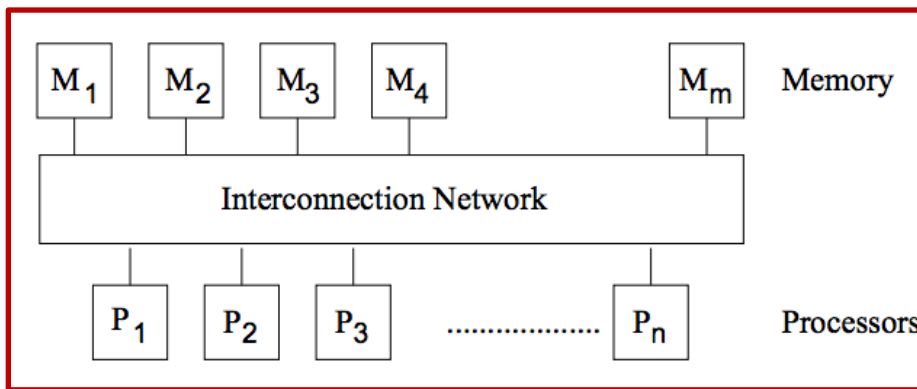 M1 M2 M3 M4 Mm Memory
Interconnection Network
P1 P2 P3 .................... Pn Processors